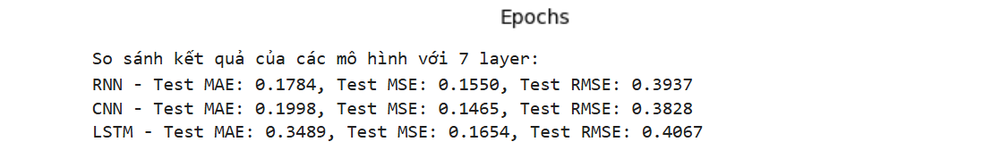 Epochs
So sánh kết quả của các mô hình với 7 layer:
RNN - Test MAE: 0.1784, Test MSE: 0.1550, Test RMSE: 0.3937
CNN - Test MAE: 0.1998, Test MSE: 0.1465, Test RMSE: 0.3828
LSTM - Test MAE: 0.3489, Test MSE: 0.1654, Test RMSE: 0.4067